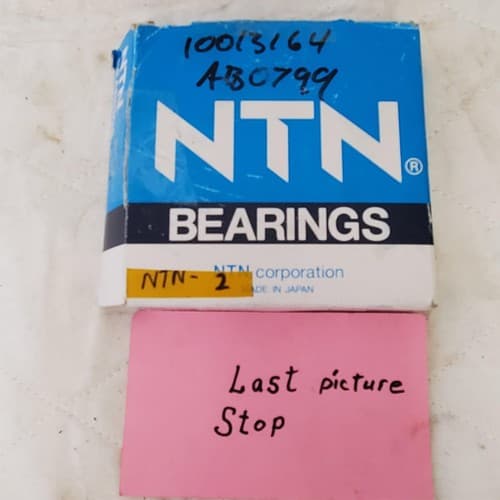 10013164
AB0799
NTN®
BEARINGS
NTN corporation
MADE IN JAPAN
NTN- 2
Last picture
Stop